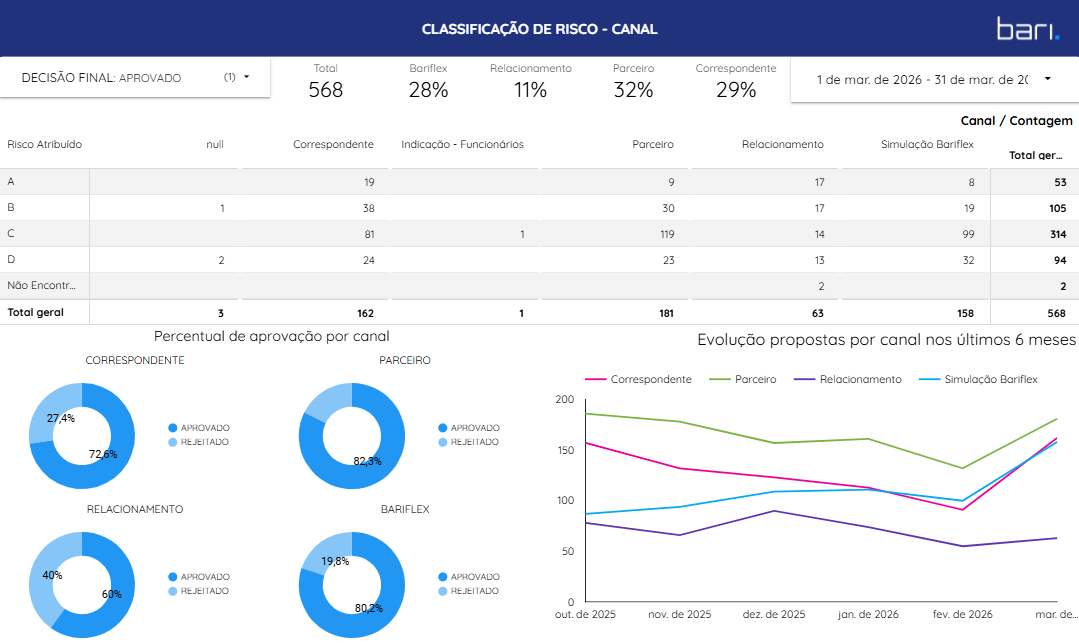 CLASSIFICAÇÃO DE RISCO - CANAL
bari.
DECISÃO FINAL: APROVADO (1)
Total Bariflex Relacionamento Parceiro Correspondente
568 28% 11% 32% 29%
1 de mar. de 2026 - 31 de mar. de 20
Canal / Contagem
Risco Atribuído null Correspondente Indicação - Funcionários Parceiro Relacionamento Simulação Bariflex Total ger...
A 19 9 17 8 53
B 1 38 30 17 19 105
C 81 1 119 14 99 314
D 2 24 23 13 32 94
Não Encontr... 2 2
Total geral 3 162 1 181 63 158 568
Percentual de aprovação por canal
CORRESPONDENTE
27,4%
72,6%
APROVADO
REJEITADO
PARCEIRO
82,3%
APROVADO
REJEITADO
RELACIONAMENTO
40%
60%
APROVADO
REJEITADO
BARIFLEX
19,8%
80,2%
APROVADO
REJEITADO
Evolução propostas por canal nos últimos 6 meses
Correspondente Parceiro Relacionamento Simulação Bariflex
200
150
100
50
0
out. de 2025 nov. de 2025 dez. de 2025 jan. de 2026 fev. de 2026 mar. de...